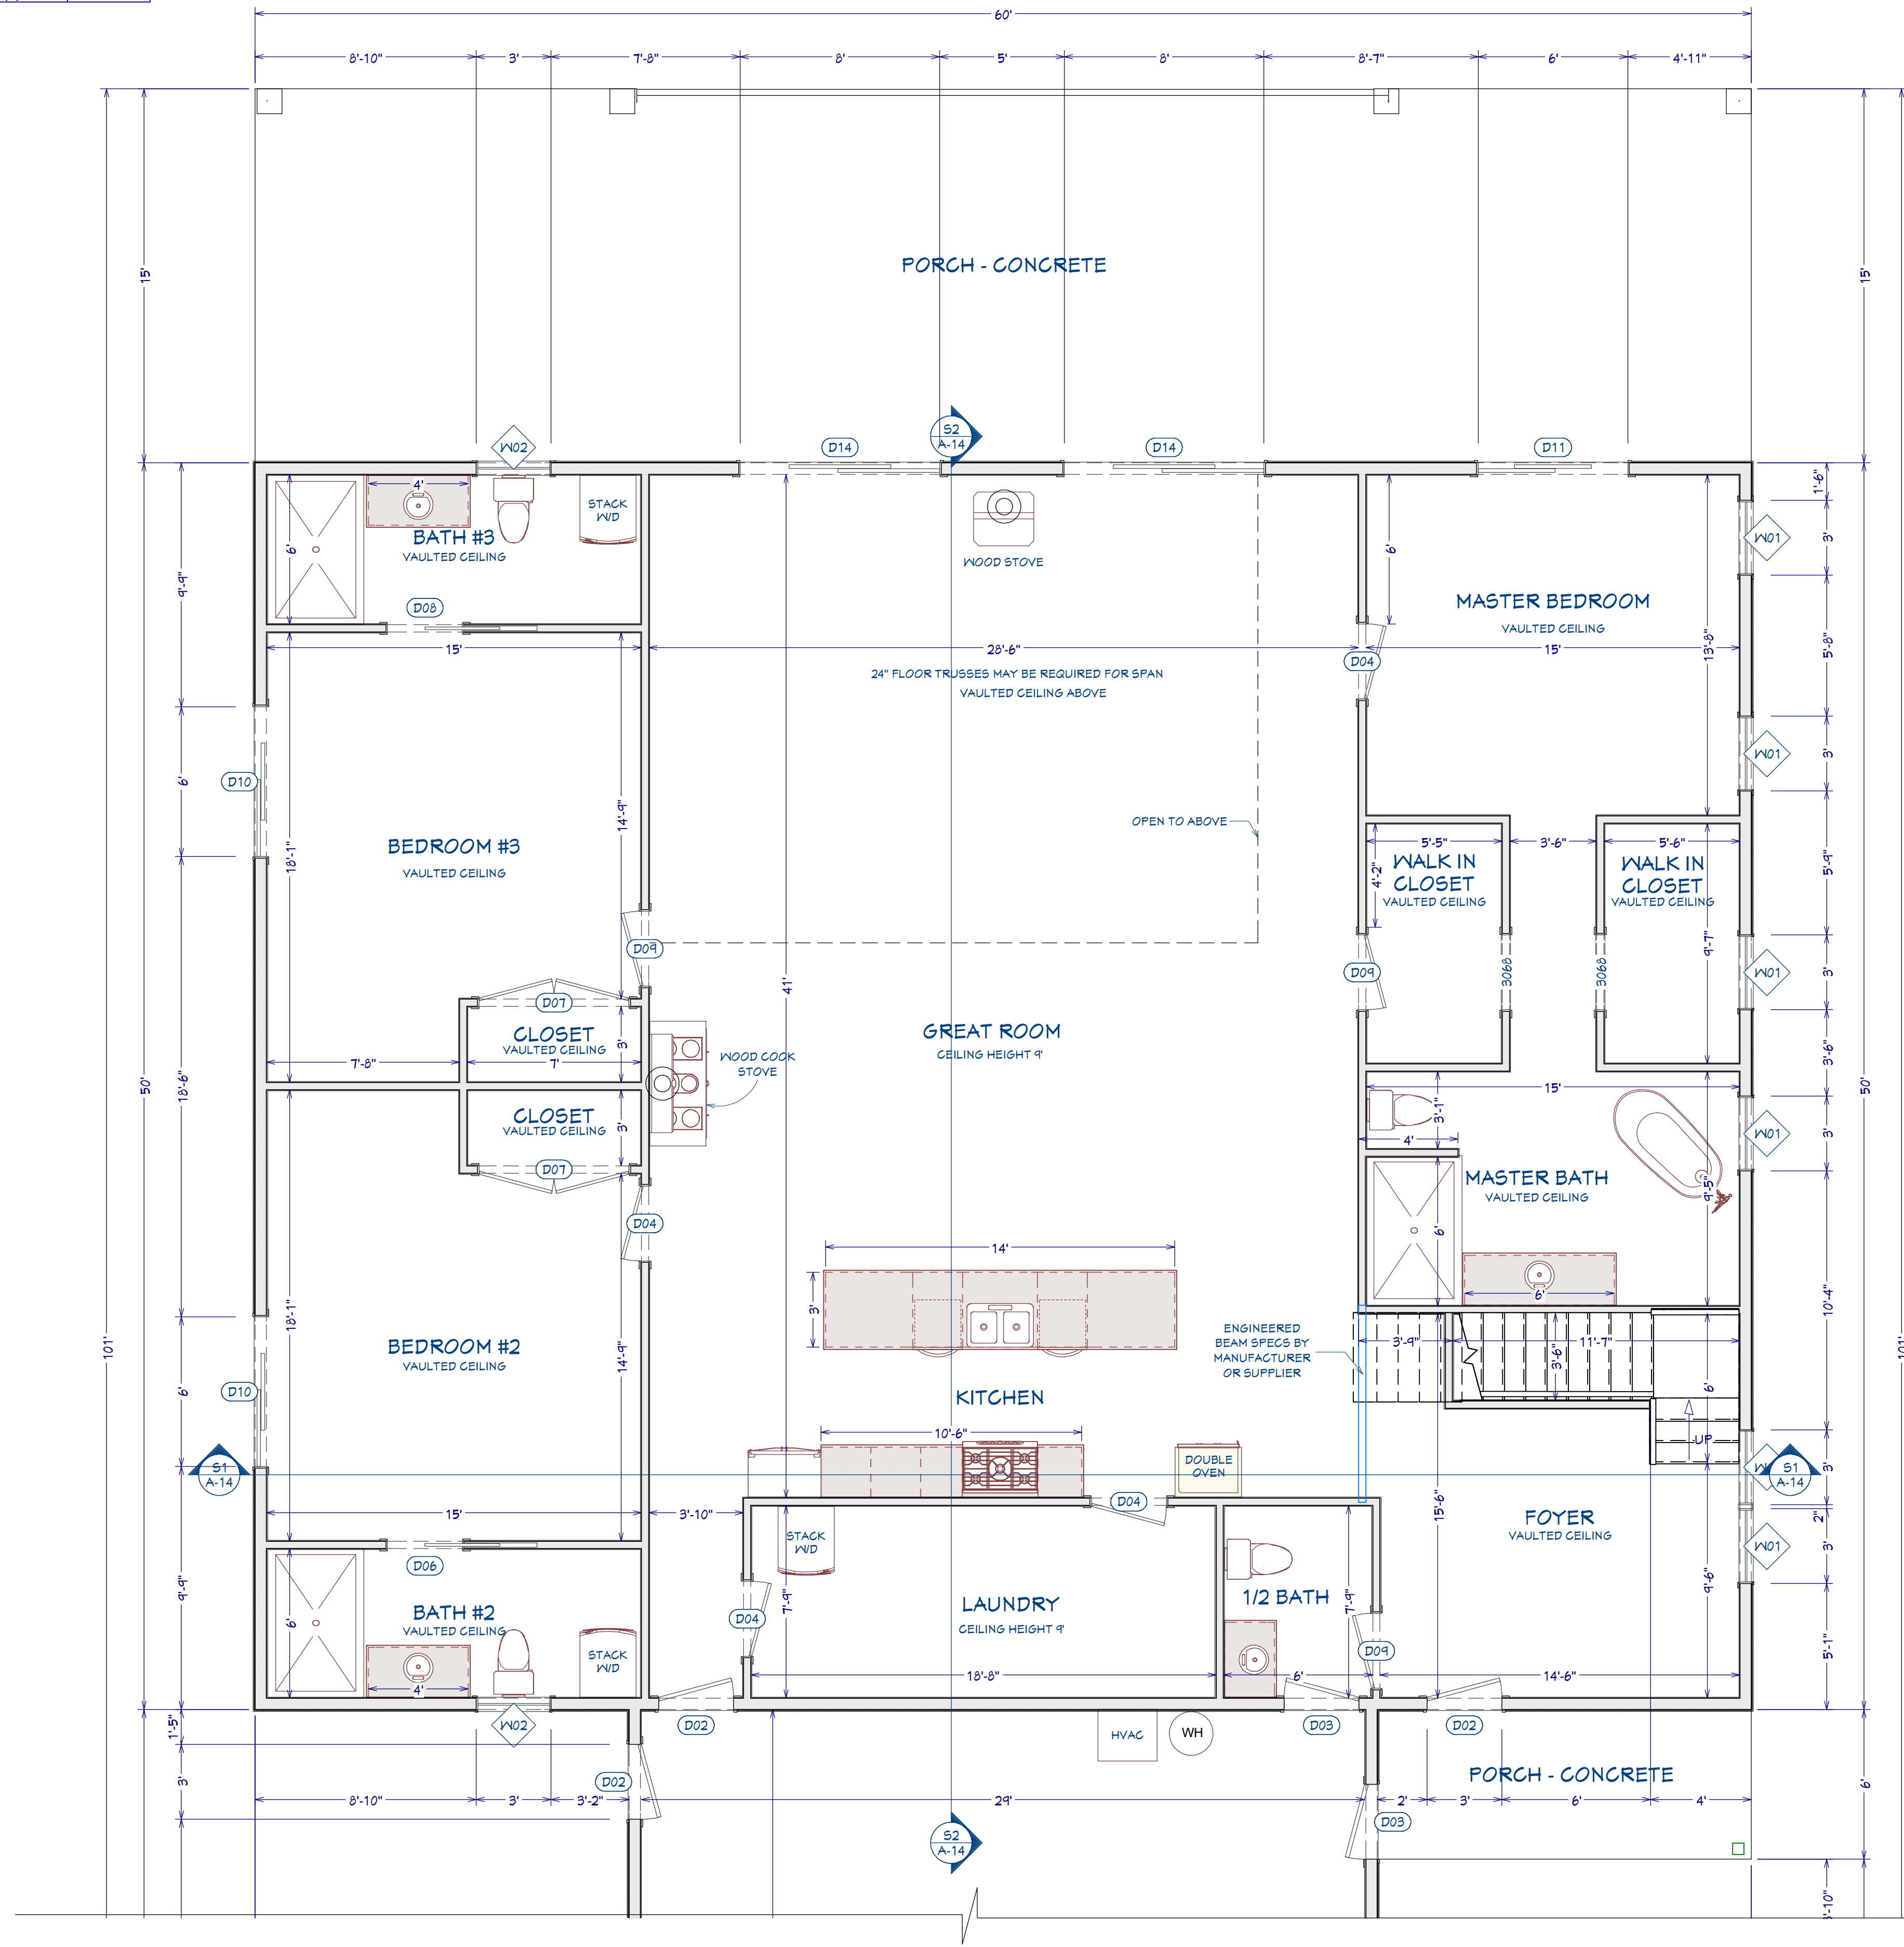 60'
8'-10" 3' 7'-8" 8' 5' 8' 8'-7" 6' 4'-11"
15'
15'
PORCH - CONCRETE
S2
A-14
W02
D14
D14
D11
4'
STACK
W/D
BATH #3
VAULTED CEILING
6'
D08
WOOD STOVE
6'
1'-6"
W01
3'
MASTER BEDROOM
VAULTED CEILING
13'-8"
5'-8"
9'-9"
15'
28'-6"
15'
D04
24" FLOOR TRUSSES MAY BE REQUIRED FOR SPAN
VAULTED CEILING ABOVE
W01
3'
D10
6'
14'-9"
18'-1"
BEDROOM #3
VAULTED CEILING
OPEN TO ABOVE
5'-5"
3'-6"
5'-6"
WALK IN
CLOSET
VAULTED CEILING
4'-2"
WALK IN
CLOSET
VAULTED CEILING
5'-9"
9'-7"
D09
D09
3068
3068
W01
3'
41'
D07
CLOSET
VAULTED CEILING
3'
7'-8"
7'
WOOD COOK
STOVE
GREAT ROOM
CEILING HEIGHT 9'
3'-6"
50'
18'-6"
50'
15'
CLOSET
VAULTED CEILING
3'
D07
3'-1"
4'
W01
3'
MASTER BATH
VAULTED CEILING
9'-5"
D04
6'
14'
3'
6'
10'-4"
101'
101'
18'-1"
BEDROOM #2
VAULTED CEILING
14'-9"
D10
6'
ENGINEERED
BEAM SPECS BY
MANUFACTURER
OR SUPPLIER
3'-9"
11'-7"
3'-6"
6'
KITCHEN
10'-6"
UP
S1
A-14
DOUBLE
OVEN
S1
A-14
3'
15'
3'-10"
D04
15'-6"
FOYER
VAULTED CEILING
2"
D06
STACK
W/D
W01
3'
9'-9"
6'
BATH #2
VAULTED CEILING
STACK
W/D
D04
7'-9"
LAUNDRY
CEILING HEIGHT 9'
1/2 BATH
7'-9"
D09
9'-6"
5'-1"
4'
18'-8"
6'
14'-6"
W02
D02
HVAC
WH
D03
D02
1'-5"
3'
D02
PORCH - CONCRETE
6'
8'-10" 3' 3'-2" 29' 2' 3' 6' 4'
D03
S2
A-14